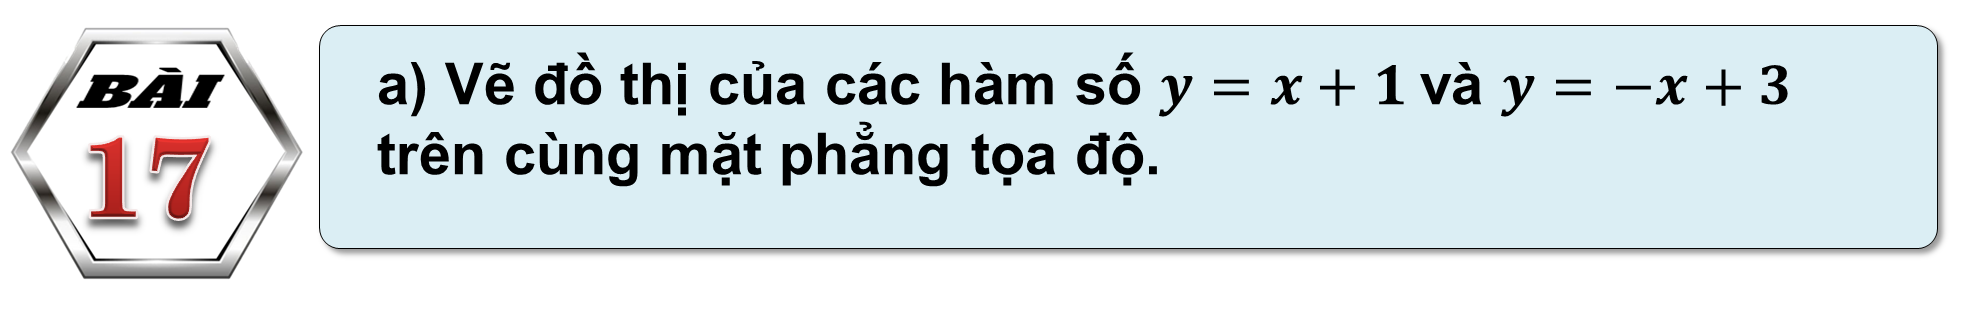 BÀI
17
a) Vẽ đồ thị của các hàm số y = x + 1 và y = −x + 3
trên cùng mặt phẳng tọa độ.